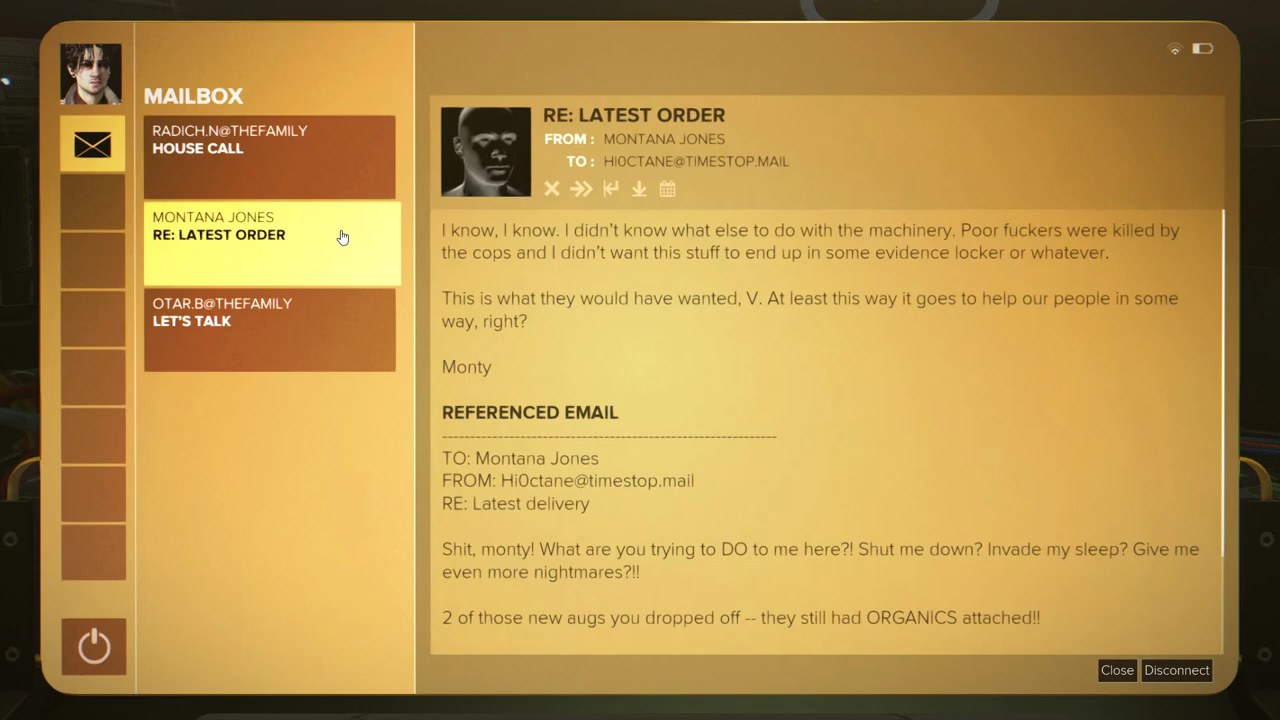 MAILBOX
RADICH.N@THEFAMILY
HOUSE CALL
MONTANA JONES
RE: LATEST ORDER
OTAR.B@THEFAMILY
LET'S TALK
RE: LATEST ORDER
FROM : MONTANA JONES
TO : HI0CTANE@TIMESTOP.MAIL
I know, I know. I didn't know what else to do with the machinery. Poor fuckers were killed by
the cops and I didn't want this stuff to end up in some evidence locker or whatever.
This is what they would have wanted, V. At least this way it goes to help our people in some
way, right?
Monty
REFERENCED EMAIL
------------------------------------------------------------
TO: Montana Jones
FROM: Hi0ctane@timestop.mail
RE: Latest delivery
Shit, monty! What are you trying to DO to me here?! Shut me down? Invade my sleep? Give me
even more nightmares?!!
2 of those new augs you dropped off -- they still had ORGANICS attached!!
Close Disconnect